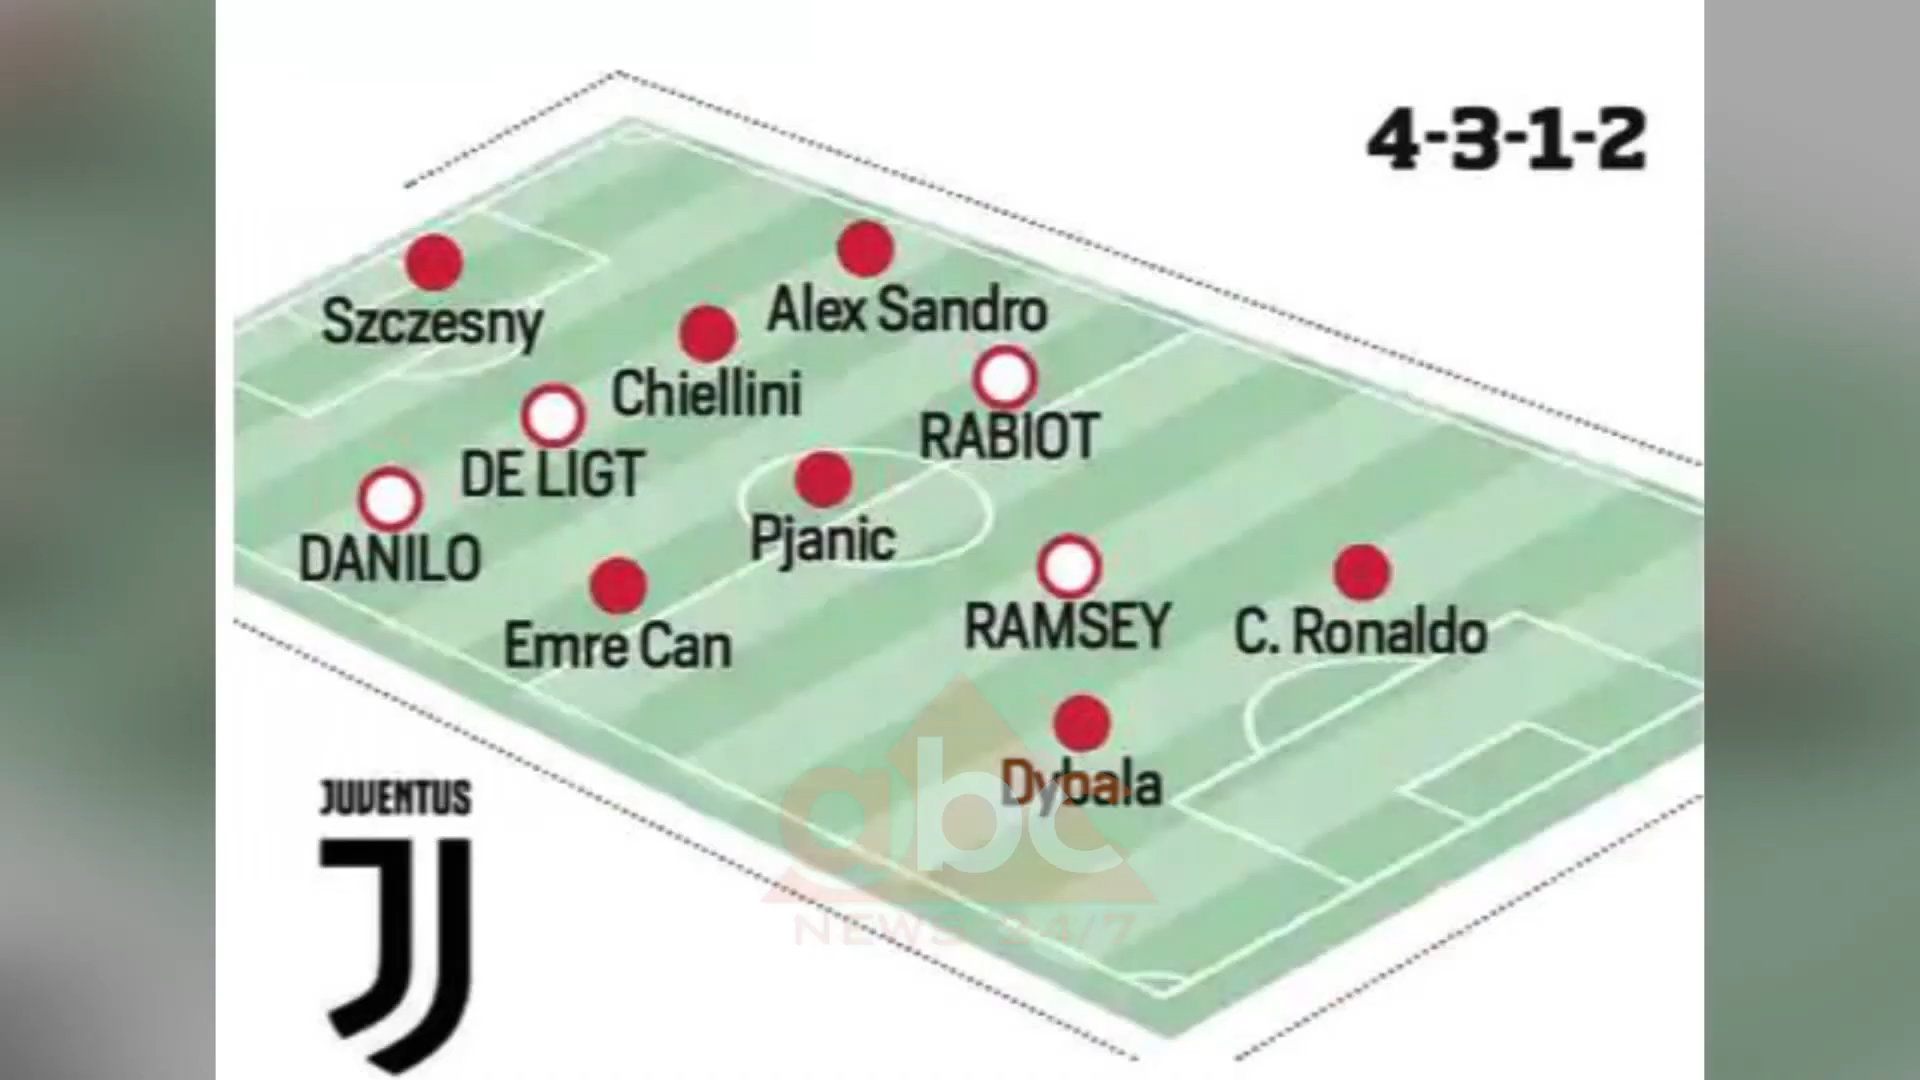 4-3-1-2
Szczesny
Alex Sandro
Chiellini
RABIOT
DE LIGT
Pjanic
DANILO
RAMSEY
C. Ronaldo
Emre Can
Dybala
JUVENTUS
abc
NEWS 24/7